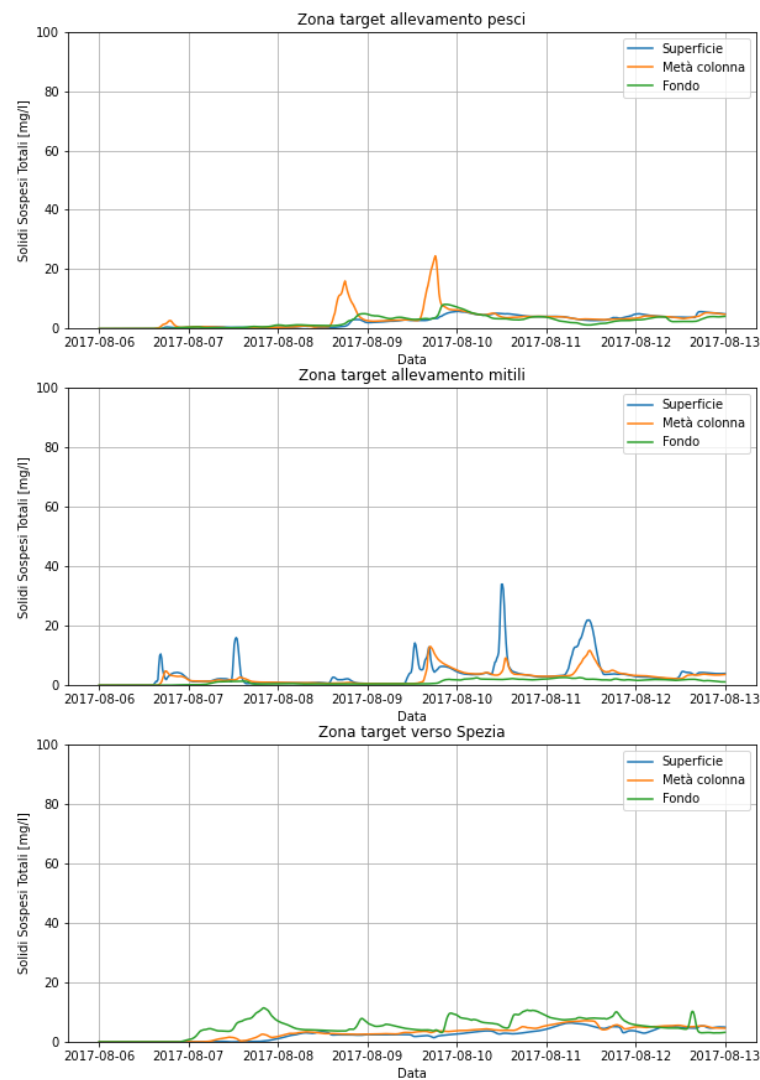 Zona target allevamento pesci
100
80
60
40
20
0
Solidi Sospesi Totali [mg/l]
Superficie
Metà colonna
Fondo
2017-08-06 2017-08-07 2017-08-08 2017-08-09 2017-08-10 2017-08-11 2017-08-12 2017-08-13
Data
Zona target allevamento mitili
100
80
60
40
20
0
Solidi Sospesi Totali [mg/l]
Superficie
Metà colonna
Fondo
2017-08-06 2017-08-07 2017-08-08 2017-08-09 2017-08-10 2017-08-11 2017-08-12 2017-08-13
Data
Zona target verso Spezia
100
80
60
40
20
0
Solidi Sospesi Totali [mg/l]
Superficie
Metà colonna
Fondo
2017-08-06 2017-08-07 2017-08-08 2017-08-09 2017-08-10 2017-08-11 2017-08-12 2017-08-13
Data